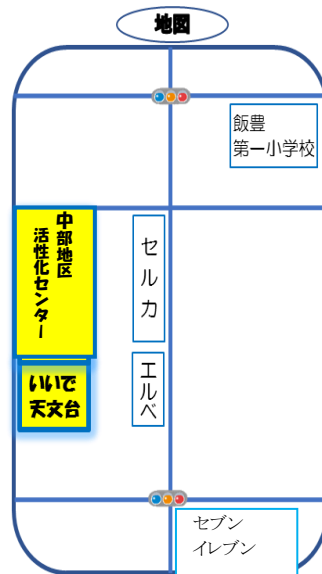 地図
飯豊
第一小学校
中部地区
活性化センター
セルカ
エルベ
いいで
天文台
セブン
イレブン